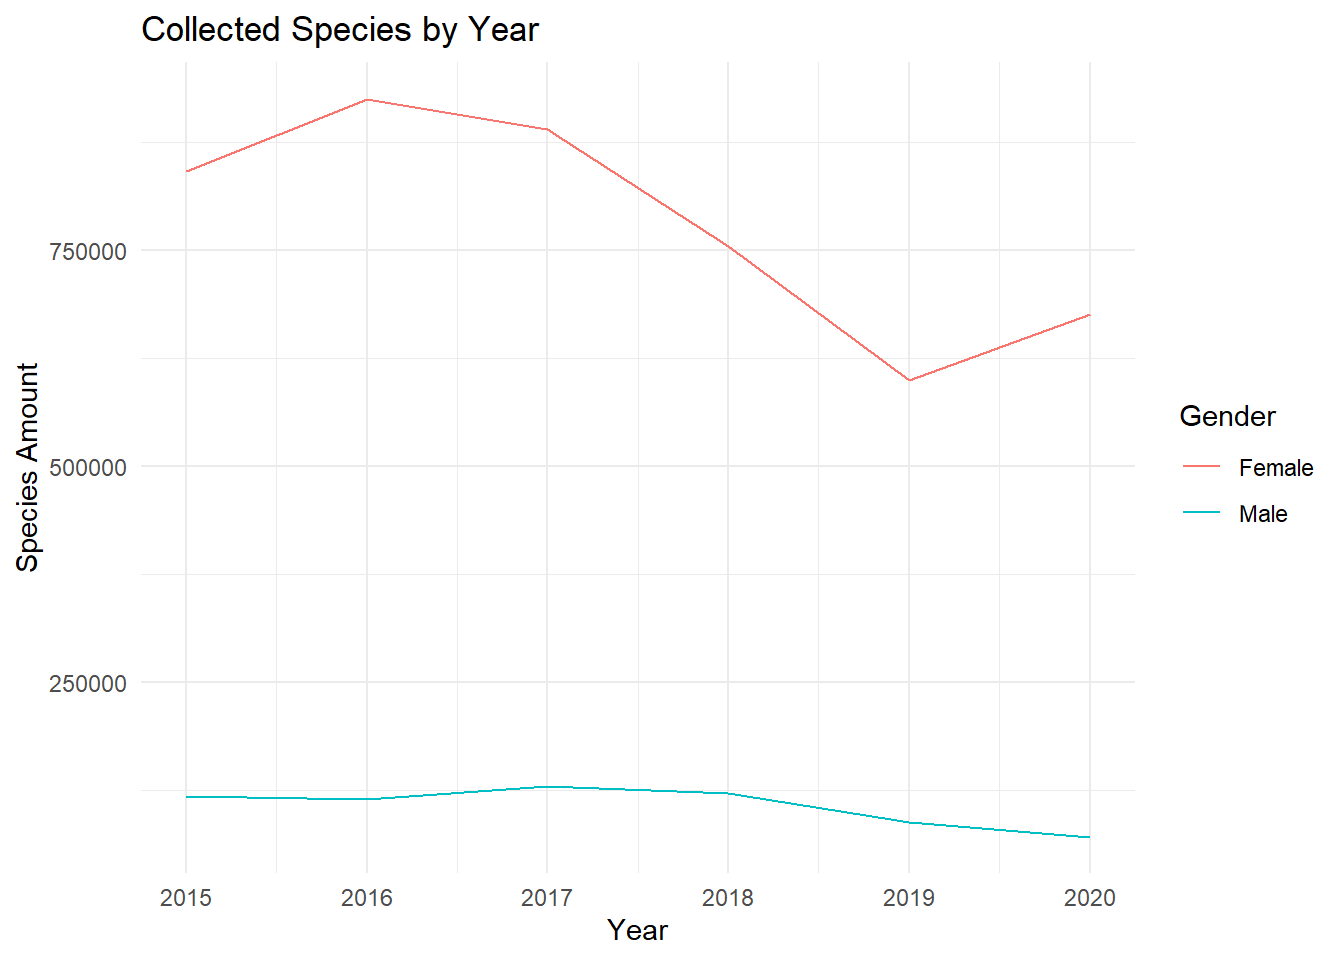 Collected Species by Year
Species Amount
750000
500000
250000
2015 2016 2017 2018 2019 2020
Year
Gender
Female
Male